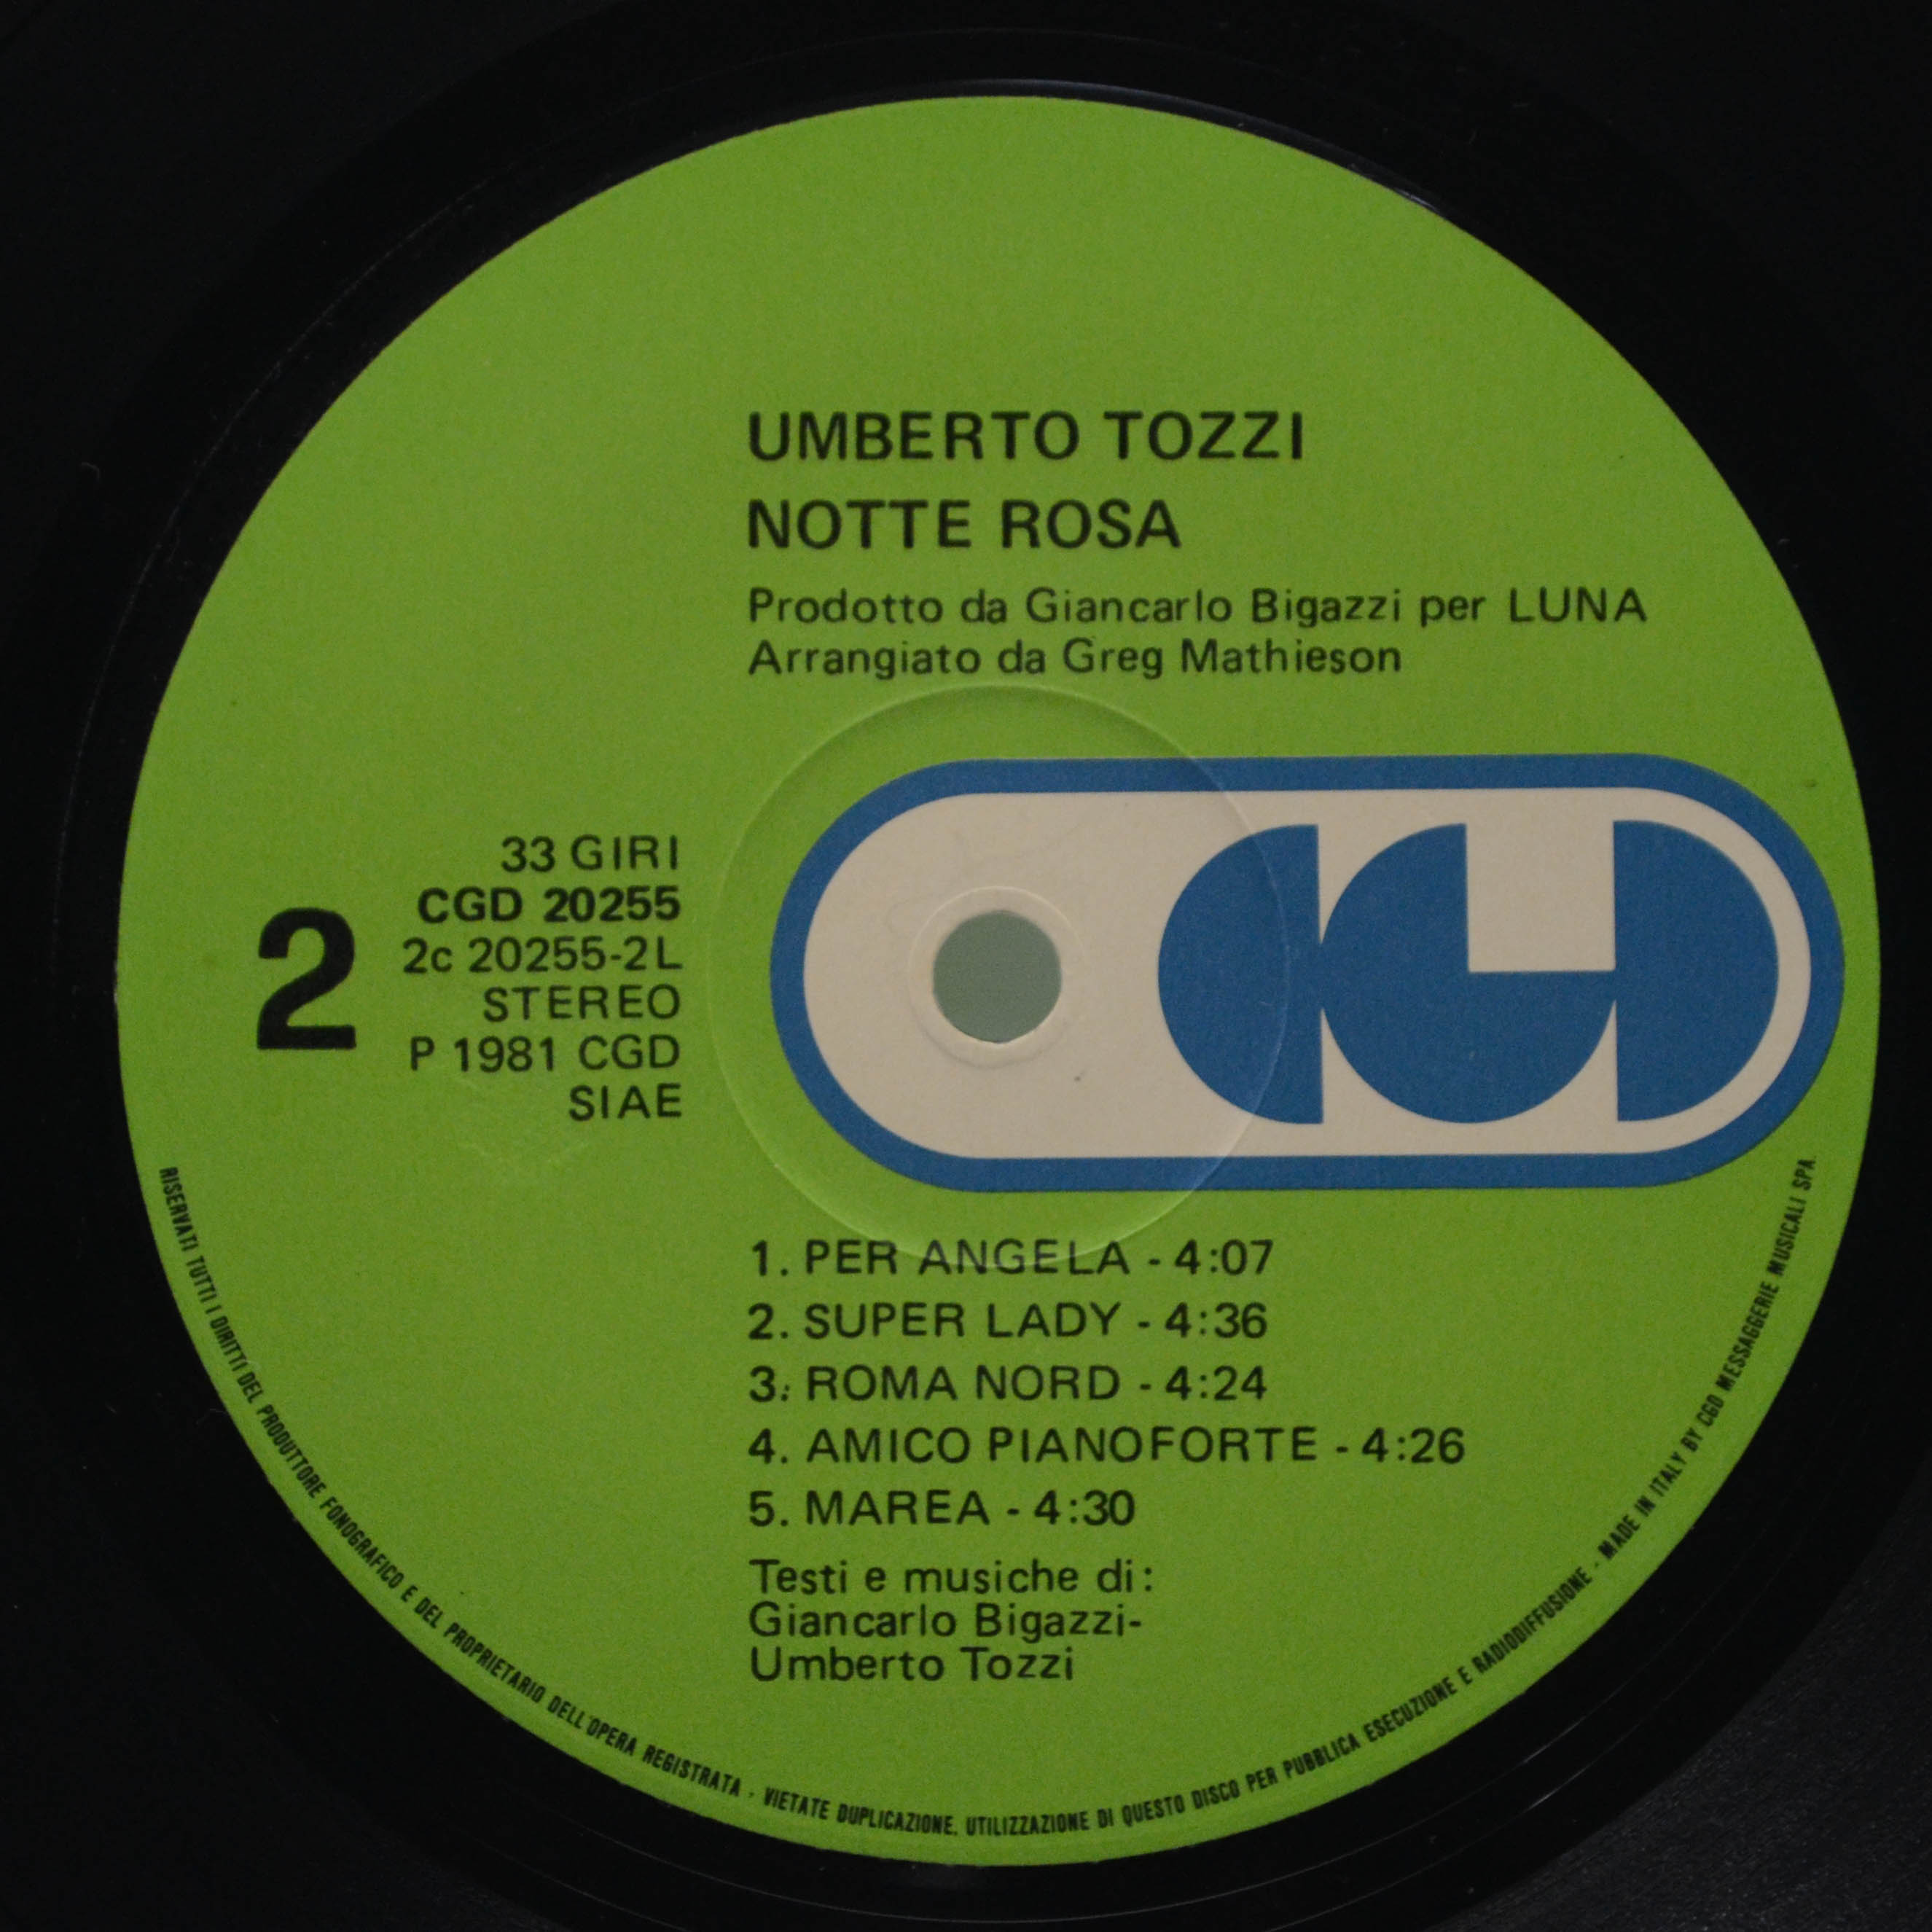 UMBERTO TOZZI
NOTTE ROSA
Prodotto da Giancarlo Bigazzi per LUNA
Arrangiato da Greg Mathieson
33 GIRI
CGD 20255
2c 20255-2L
STEREO
P 1981 CGD
SIAE
2
CGD
1. PER ANGELA - 4:07
2. SUPER LADY - 4:36
3. ROMA NORD - 4:24
4. AMICO PIANOFORTE - 4:26
5. MAREA - 4:30
Testi e musiche di:
Giancarlo Bigazzi-
Umberto Tozzi
RISERVATI TUTTI I DIRITTI DEL PRODUTTORE FONOGRAFICO E DEL PROPRIETARIO DELL'OPERA REGISTRATA - VIETATE DUPLICAZIONE, UTILIZZAZIONE DI QUESTO DISCO PER PUBBLICA ESECUZIONE E RADIODIFFUSIONE - MADE IN ITALY BY CGD MESSAGGERIE MUSICALI SPA.